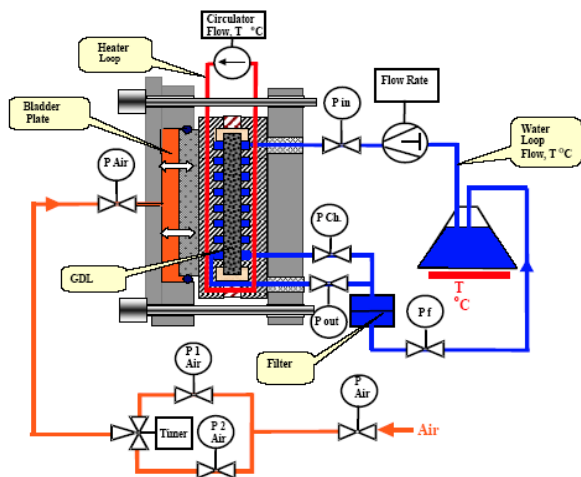 Circulator
Flow, T °C
Heater
Loop
Flow Rate
Bladder
Plate
P in
Water
Loop
Flow, T °C
P Air
P Ch.
GDL
T
°C
P out
P f
Filter
P 1
Air
P
Air
Timer
P 2
Air
Air